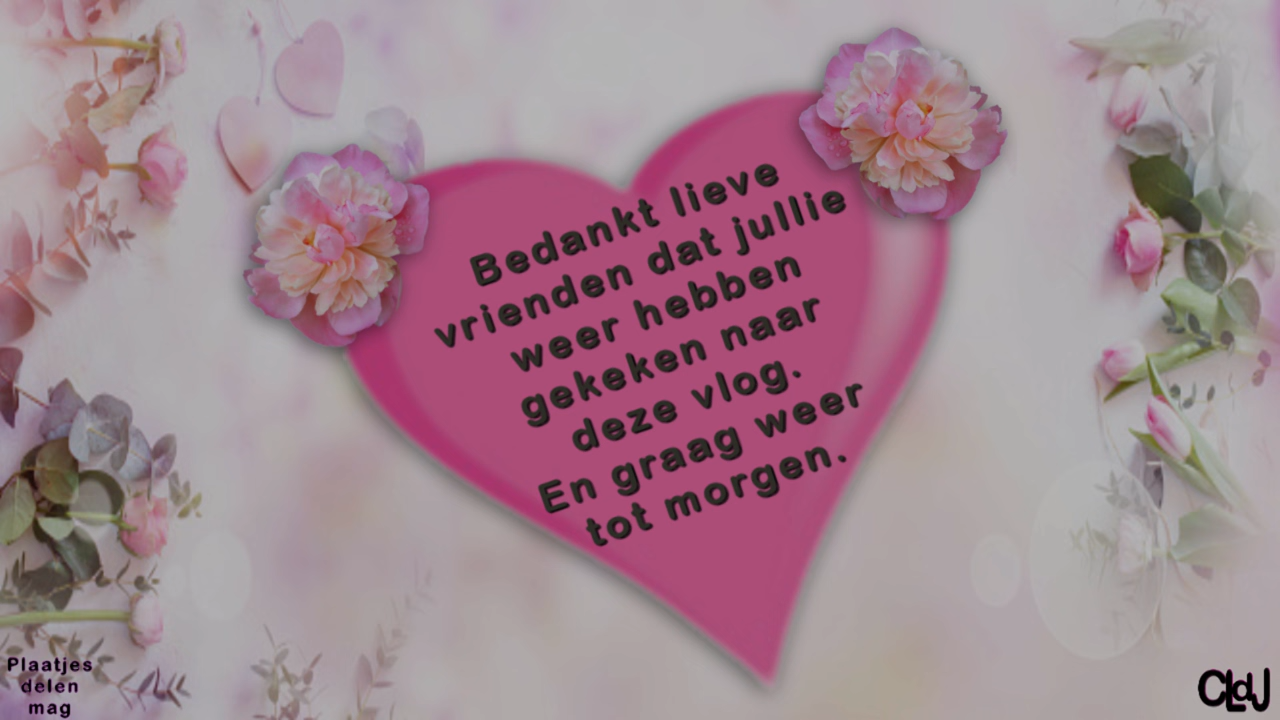 Bedankt lieve
vrienden dat jullie
weer hebben
gekeken naar
deze vlog.
En graag weer
tot morgen.
Plaatjes
delen
mag
CLdJ